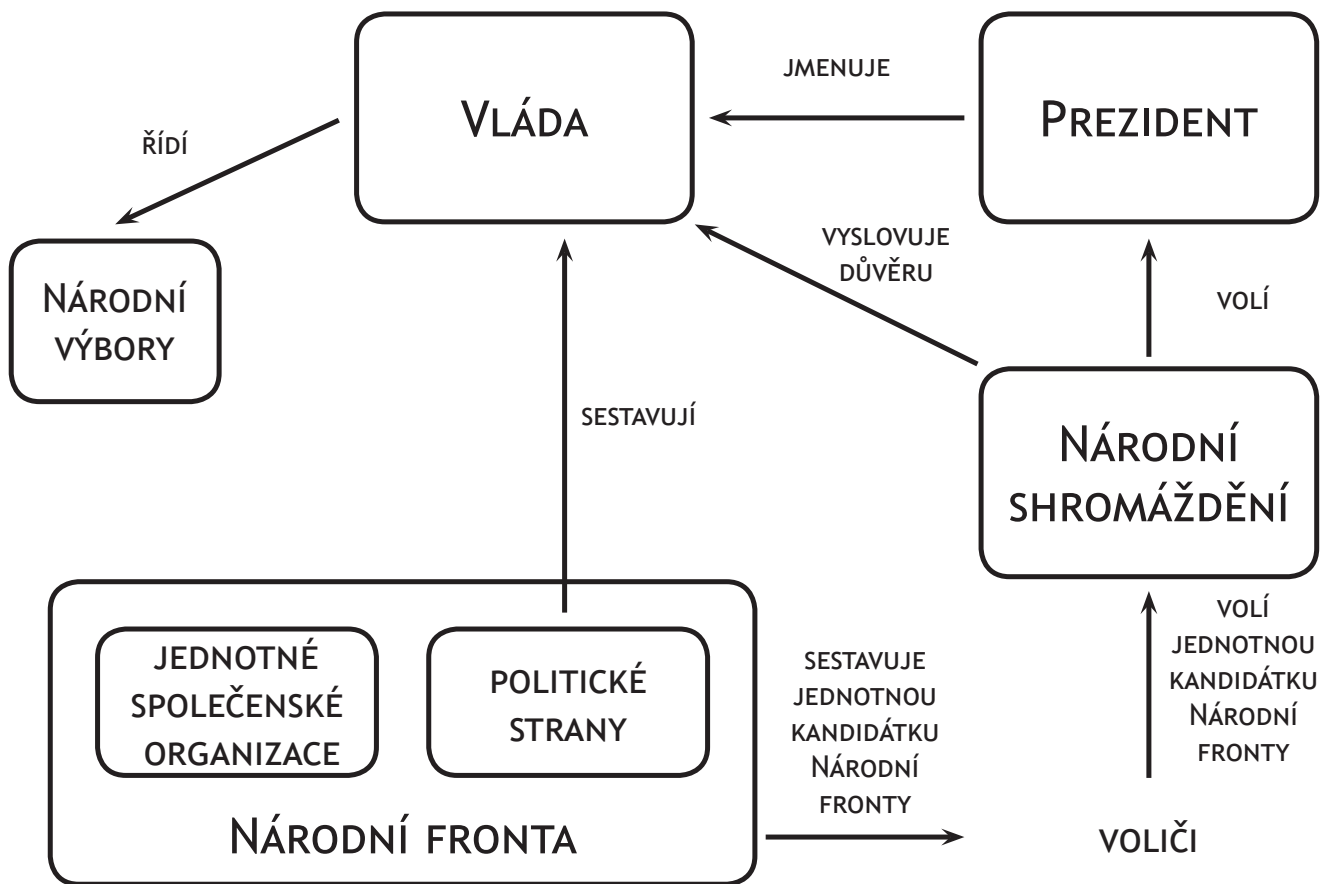 JMENUJE
VLÁDA
PREZIDENT
ŘÍDÍ
VYSLOVUJE
DŮVĚRU
NÁRODNÍ
VÝBORY
VOLÍ
SESTAVUJÍ
NÁRODNÍ
SHROMÁŽDĚNÍ
JEDNOTNÉ
SPOLEČENSKÉ
ORGANIZACE
POLITICKÉ
STRANY
NÁRODNÍ FRONTA
SESTAVUJE
JEDNOTNOU
KANDIDÁTKU
NÁRODNÍ
FRONTY
VOLÍ
JEDNOTNOU
KANDIDÁTKU
NÁRODNÍ
FRONTY
VOLIČI